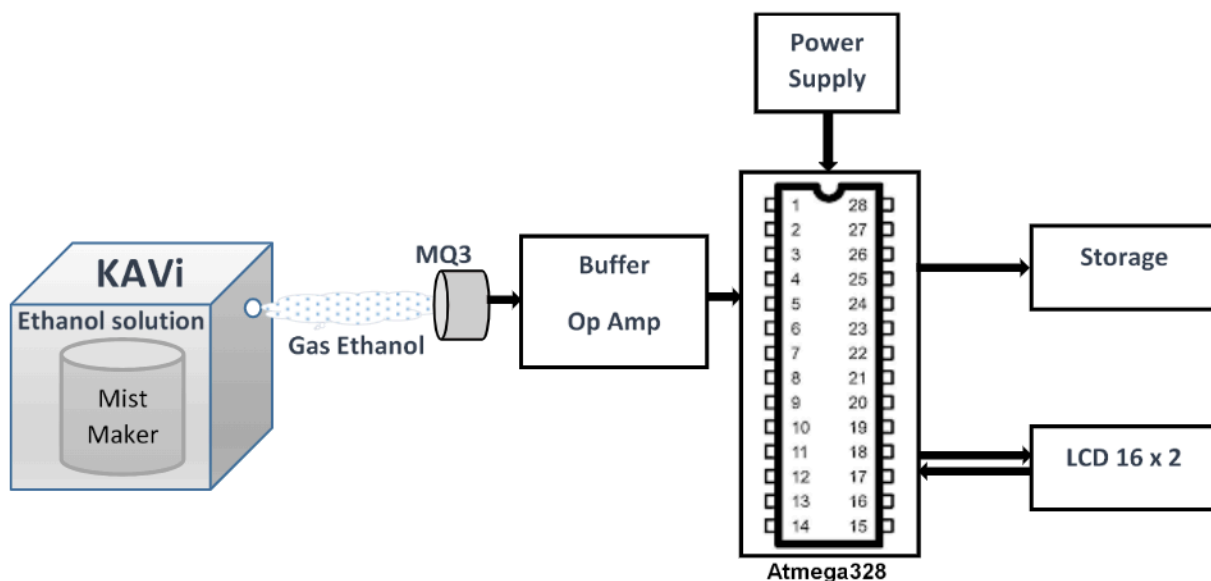 Power
Supply
KAVi
Ethanol solution
Mist
Maker
Gas Ethanol
MQ3
Buffer
Op Amp
1 28
2 27
3 26
4 25
5 24
6 23
7 22
8 21
9 20
10 19
11 18
12 17
13 16
14 15
Atmega328
Storage
LCD 16 x 2